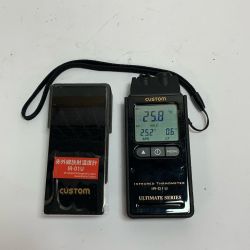 赤外線放射温度計
IR-01U
CUSTOM
CUSTOM
25.8
25.2
0.6
INFRARED THERMOMETER
IR-01U
ULTIMATE SERIES